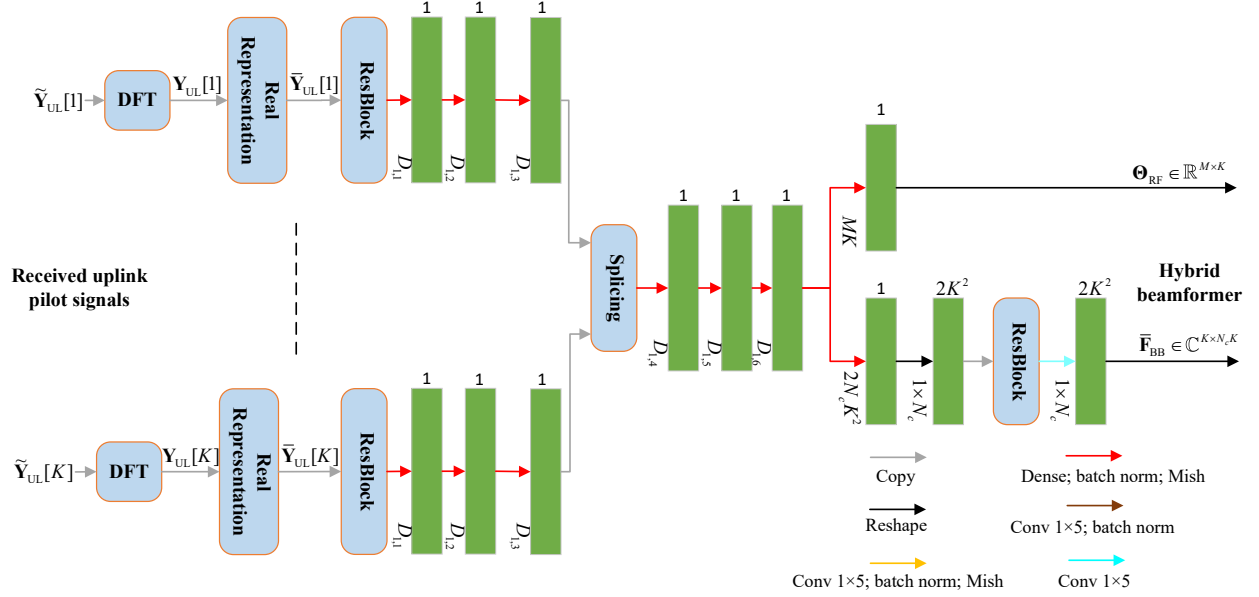 Ỹ_UL[1]
DFT
Y_UL[1]
Real
Representation
Ȳ_UL[1]
ResBlock
1
D_1,1
1
D_1,2
1
D_1,3
Received uplink
pilot signals
Ỹ_UL[K]
DFT
Y_UL[K]
Real
Representation
Ȳ_UL[K]
ResBlock
1
D_1,1
1
D_1,2
1
D_1,3
Splicing
1
D_1,4
1
D_1,5
1
D_1,6
1
MK
Θ_RF ∈ ℝ^{M×K}
1
2N_cK²
2K²
1×N_c
ResBlock
2K²
1×N_c
Hybrid
beamformer
F̄_BB ∈ ℂ^{K×N_cK}
Copy
Dense; batch norm; Mish
Reshape
Conv 1×5; batch norm
Conv 1×5; batch norm; Mish
Conv 1×5